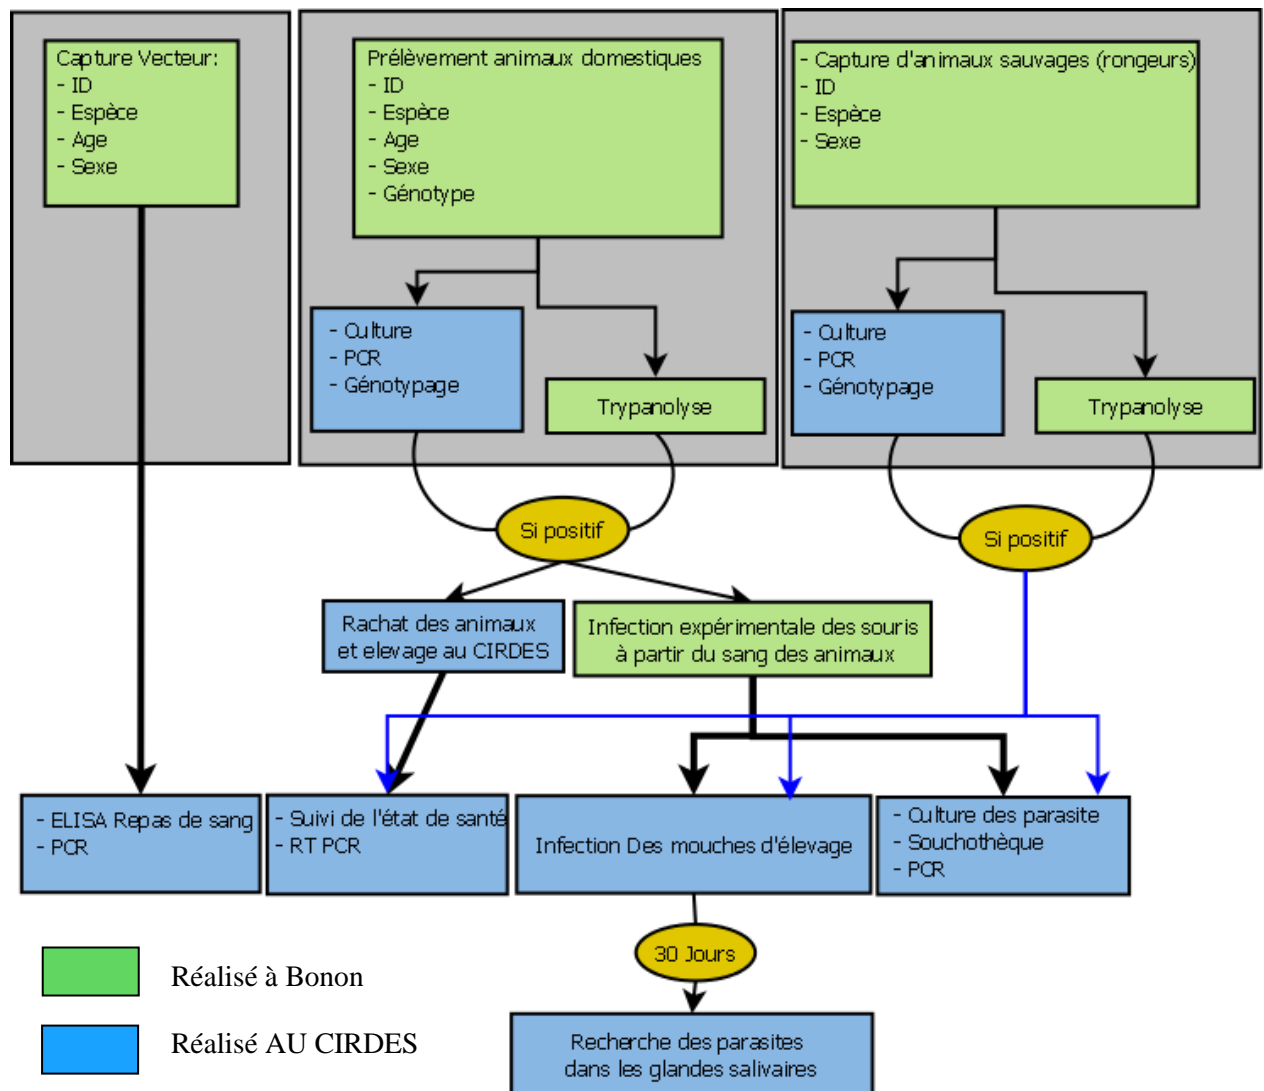 Capture Vecteur:
- ID
- Espèce
- Age
- Sexe
Prélèvement animaux domestiques
- ID
- Espèce
- Age
- Sexe
- Génotype
- Capture d'animaux sauvages (rongeurs)
- ID
- Espèce
- Sexe
- Culture
- PCR
- Génotypage
Trypanolyse
- Culture
- PCR
- Génotypage
Trypanolyse
Si positif
Si positif
Rachat des animaux
et elevage au CIRDES
Infection expérimentale des souris
à partir du sang des animaux
- ELISA Repas de sang
- PCR
- Suivi de l'état de santé
- RT PCR
Infection Des mouches d'élevage
- Culture des parasite
- Souchothèque
- PCR
30 Jours
Recherche des parasites
dans les glandes salivaires
Réalisé à Bonon
Réalisé AU CIRDES